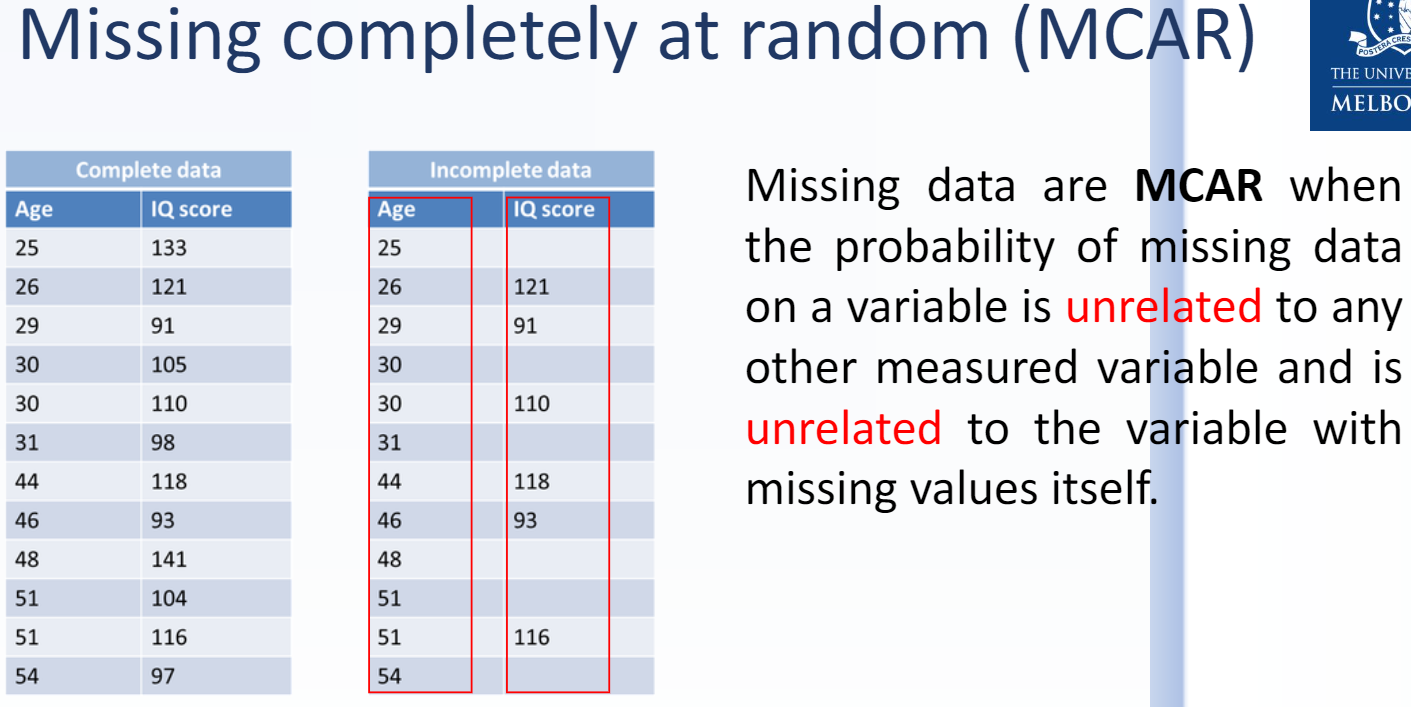 Missing completely at random (MCAR)
THE UNIVE
MELBO
Complete data
Age IQ score
25 133
26 121
29 91
30 105
30 110
31 98
44 118
46 93
48 141
51 104
51 116
54 97
Incomplete data
Age IQ score
25
26 121
29 91
30
30 110
31
44 118
46 93
48
51
51 116
54
Missing data are MCAR when
the probability of missing data
on a variable is unrelated to any
other measured variable and is
unrelated to the variable with
missing values itself.